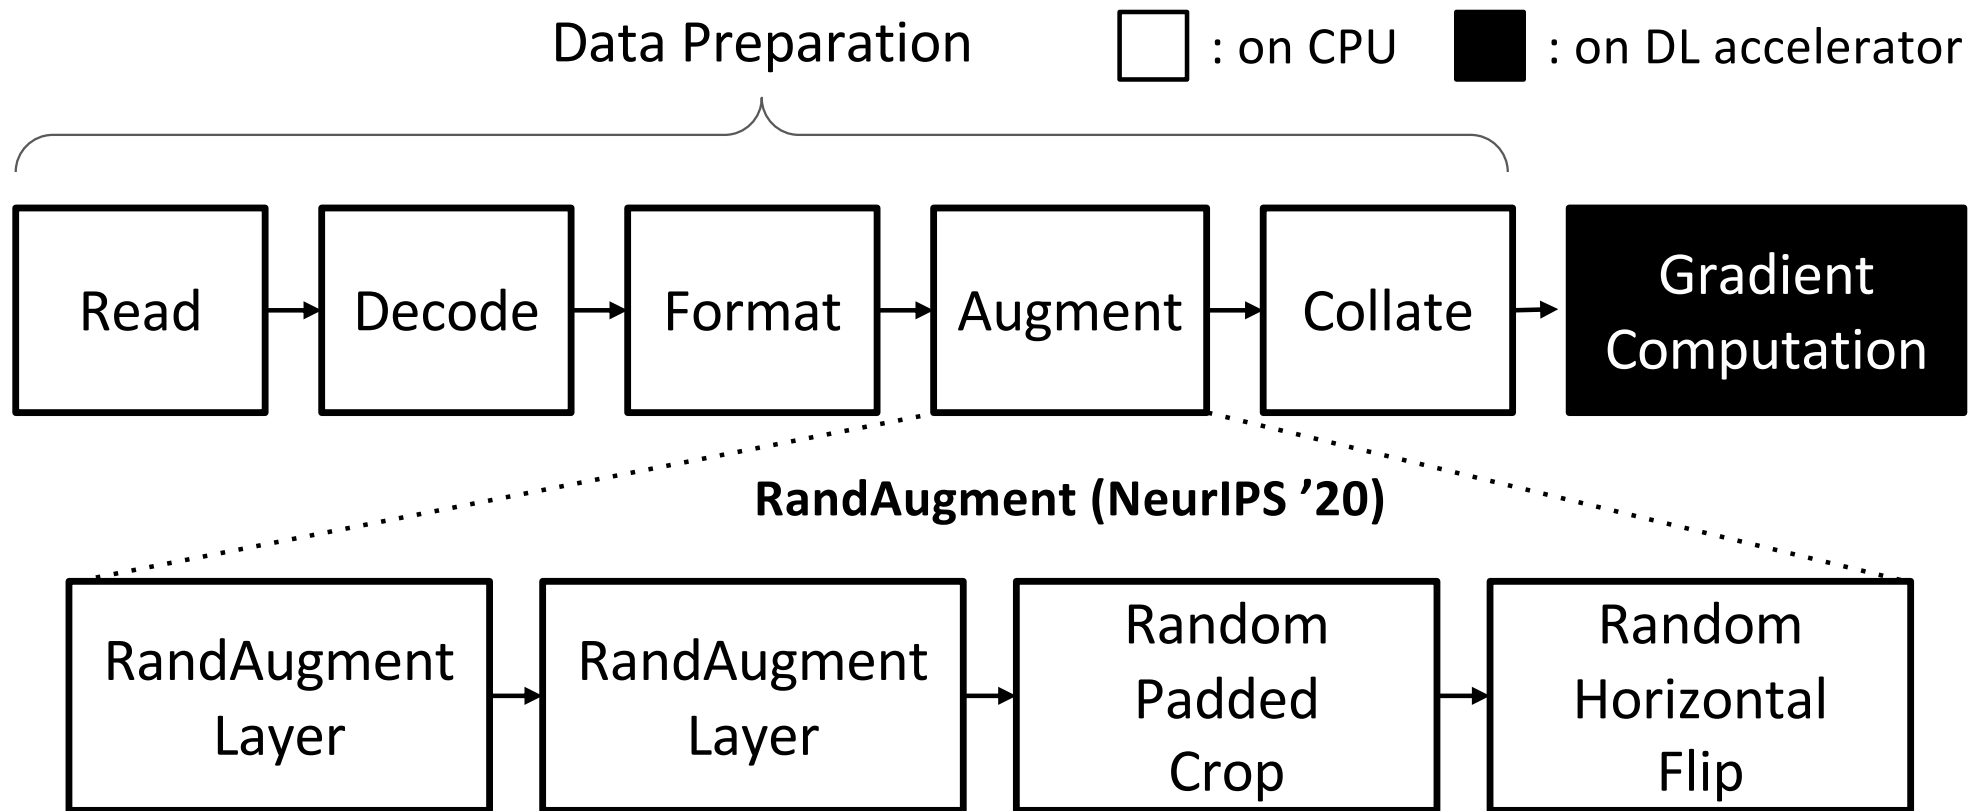 Data Preparation
: on CPU
: on DL accelerator
Read
Decode
Format
Augment
Collate
Gradient
Computation
RandAugment (NeurIPS ’20)
RandAugment
Layer
RandAugment
Layer
Random
Padded
Crop
Random
Horizontal
Flip